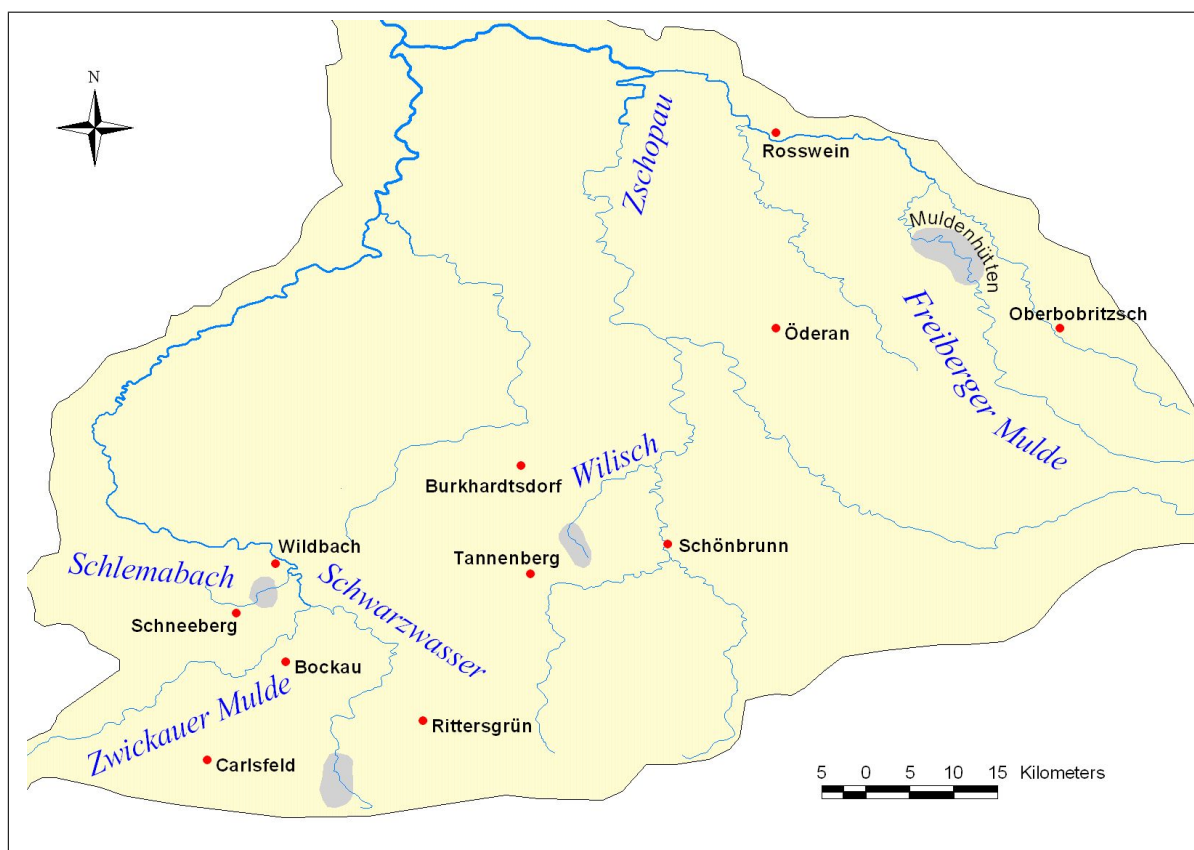 N
Zschopau
Rosswein
Muldenhütten
Oberbobritzsch
Öderan
Freiberger Mulde
Wilisch
Burkhardtsdorf
Wildbach
Schlemabach
Tannenberg
Schönbrunn
Schwarzwasser
Schneeberg
Bockau
Zwickauer Mulde
Rittersgrün
Carlsfeld
5 0 5 10 15 Kilometers